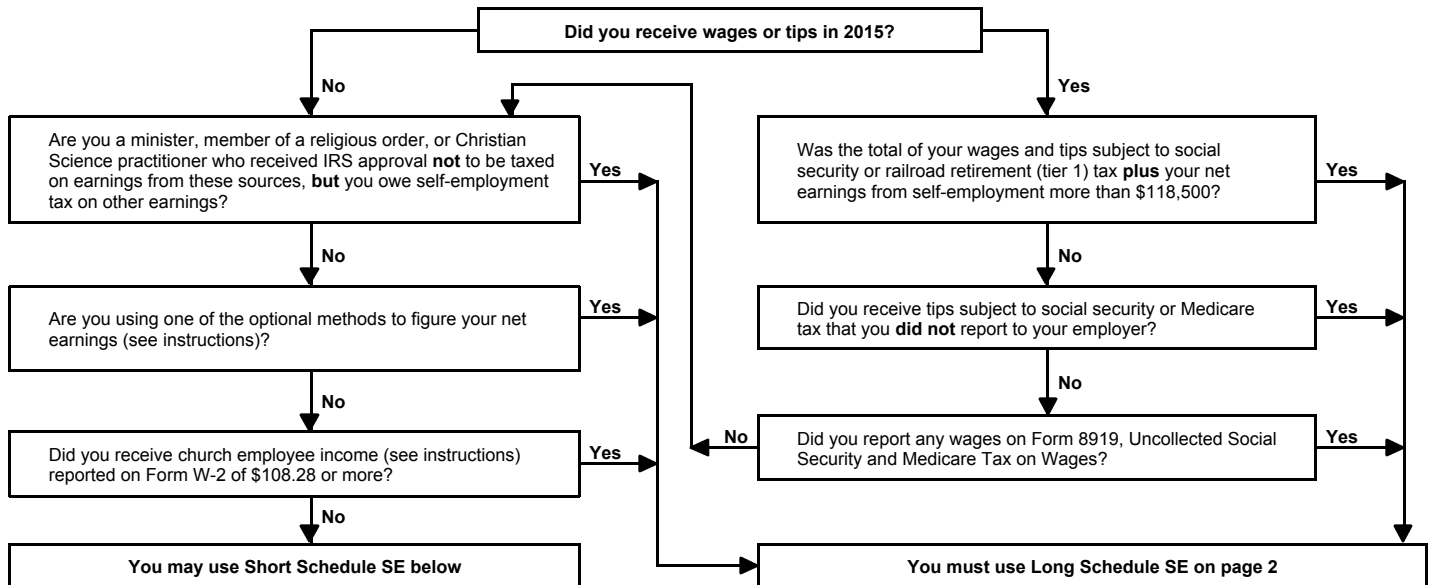 Did you receive wages or tips in 2015?
No
Yes
Are you a minister, member of a religious order, or Christian
Science practitioner who received IRS approval not to be taxed
on earnings from these sources, but you owe self-employment
tax on other earnings?
Yes
Was the total of your wages and tips subject to social
security or railroad retirement (tier 1) tax plus your net
earnings from self-employment more than $118,500?
Yes
No
No
Are you using one of the optional methods to figure your net
earnings (see instructions)?
Yes
Did you receive tips subject to social security or Medicare
tax that you did not report to your employer?
Yes
No
No
Did you receive church employee income (see instructions)
reported on Form W-2 of $108.28 or more?
Yes
No
Did you report any wages on Form 8919, Uncollected Social
Security and Medicare Tax on Wages?
Yes
No
You may use Short Schedule SE below
You must use Long Schedule SE on page 2